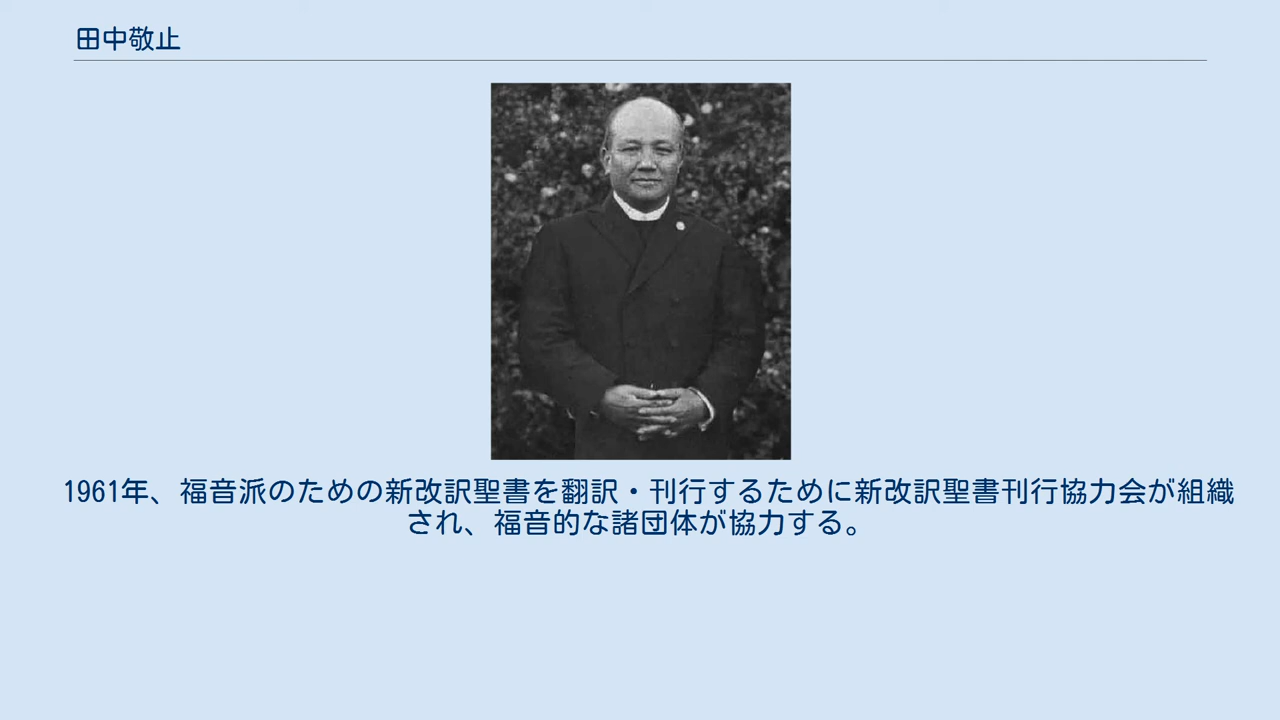 田中敬止
1961年、福音派のための新改訳聖書を翻訳・刊行するために新改訳聖書刊行協力会が組織
され、福音的な諸団体が協力する。